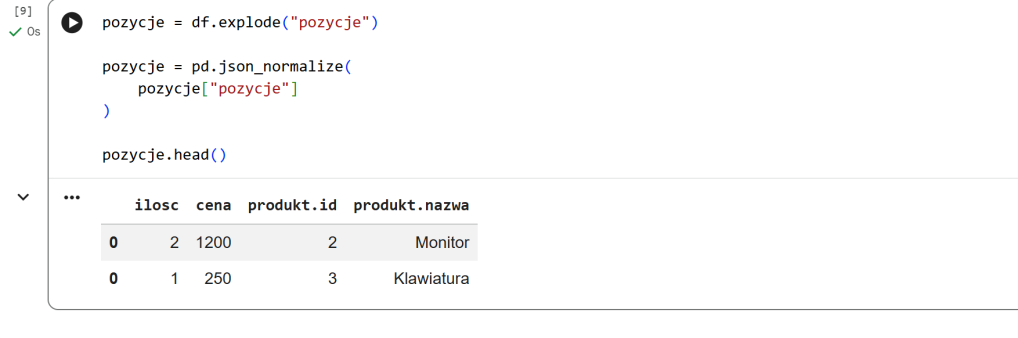 [9]
0s
pozycje = df.explode("pozycje")
pozycje = pd.json_normalize(
    pozycje["pozycje"]
)
pozycje.head()
ilosc cena produkt.id produkt.nazwa
0 2 1200 2 Monitor
0 1 250 3 Klawiatura